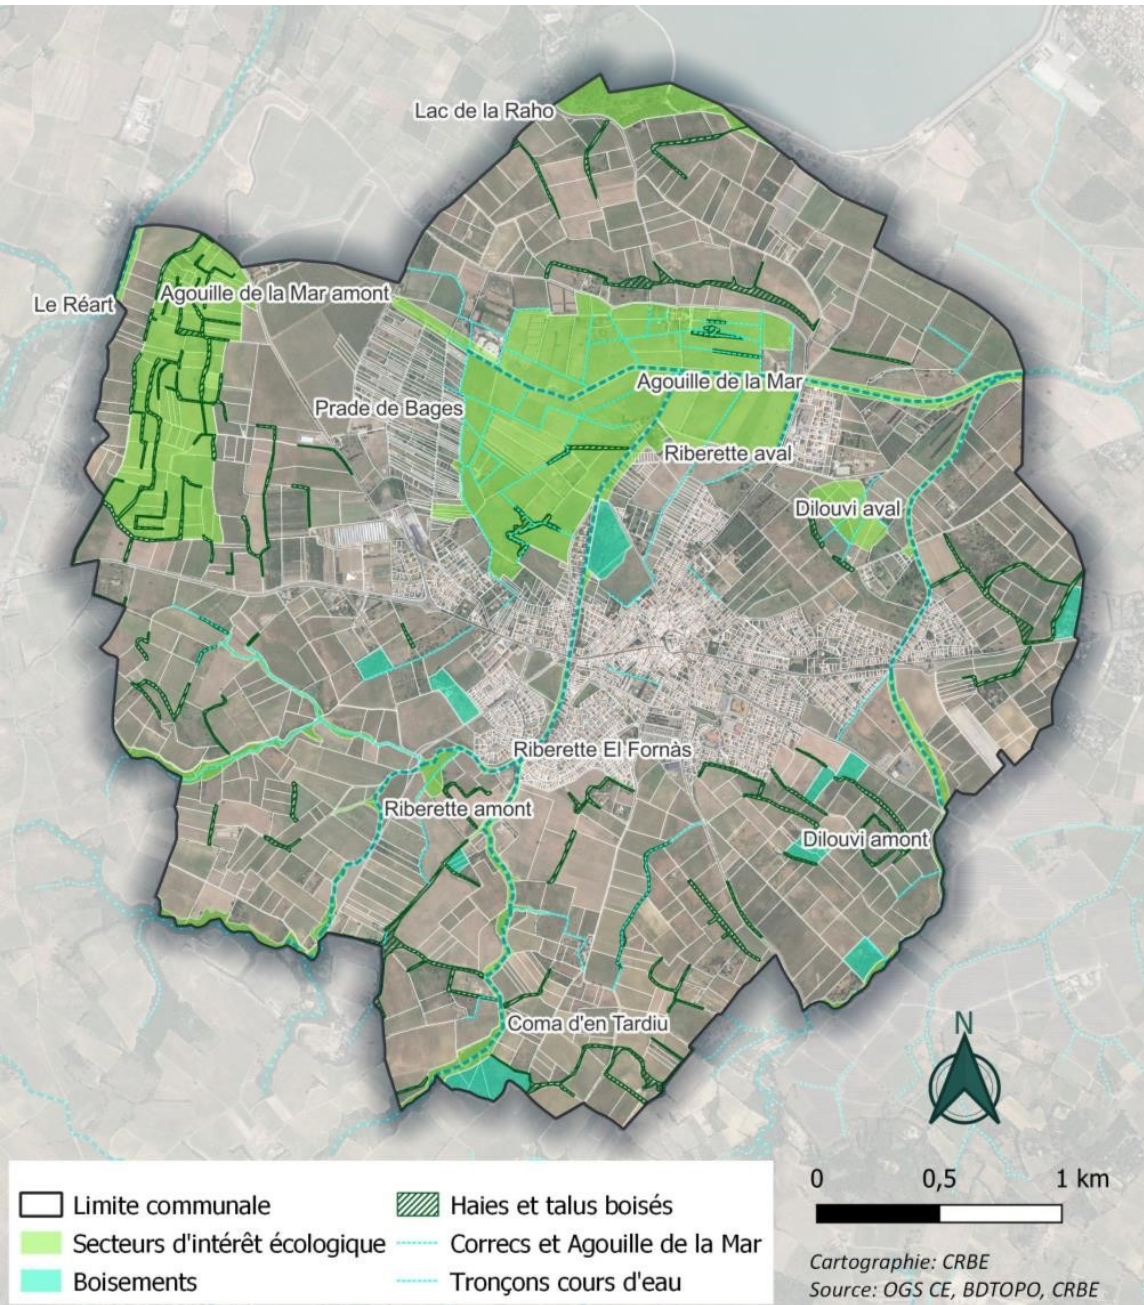 Lac de la Raho
Le Réart
Agouille de la Mar amont
Agouille de la Mar
Prade de Bages
Riberette aval
Dilouvi aval
Riberette El Fornàs
Riberette amont
Dilouvi amont
Coma d'en Tardiu
N
Limite communale
Secteurs d'intérêt écologique
Boisements
Haies et talus boisés
Correcs et Agouille de la Mar
Tronçons cours d'eau
0 0,5 1 km
Cartographie: CRBE
Source: OGS CE, BDTOPO, CRBE